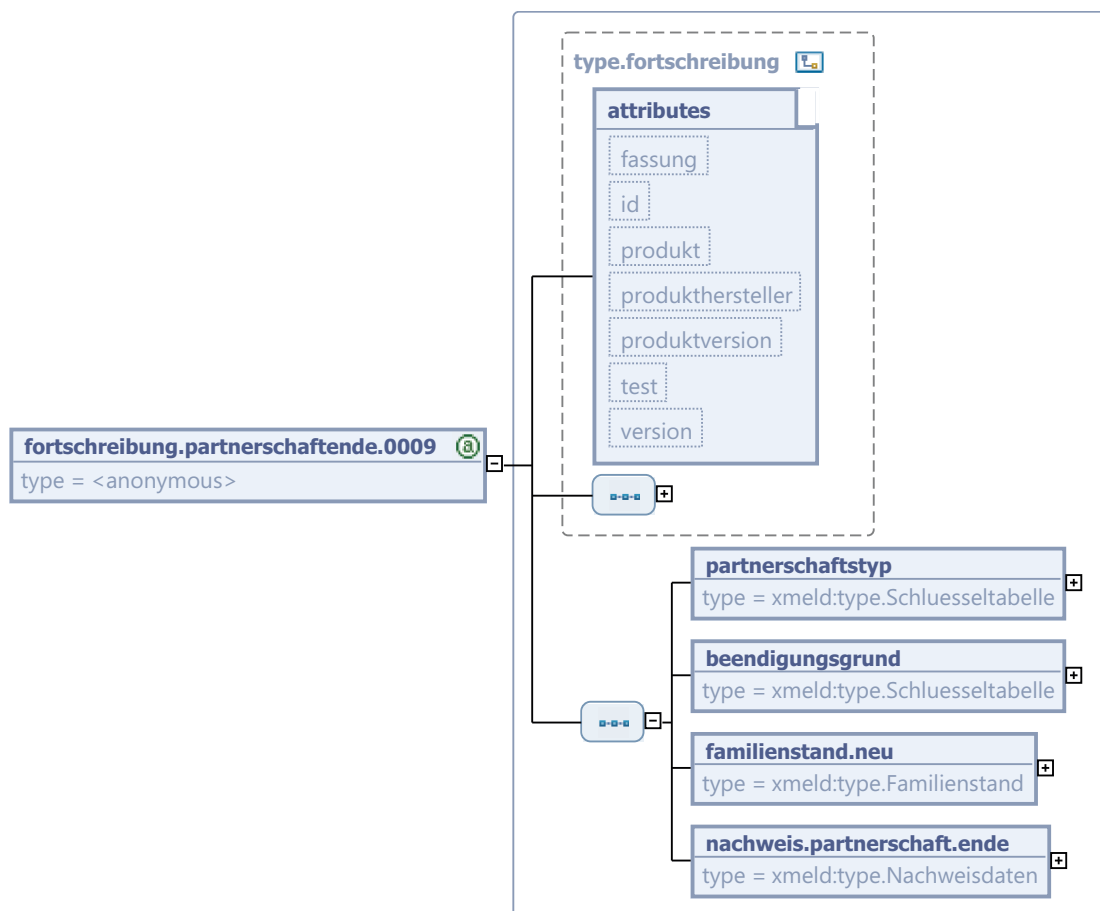 type.fortschreibung
attributes
fassung
id
produkt
produkthersteller
produktversion
test
version
fortschreibung.partnerschaftende.0009 a
type = <anonymous>
partnerschaftstyp
type = xmeld:type.Schluesseltabelle
beendigungsgrund
type = xmeld:type.Schluesseltabelle
familienstand.neu
type = xmeld:type.Familienstand
nachweis.partnerschaft.ende
type = xmeld:type.Nachweisdaten